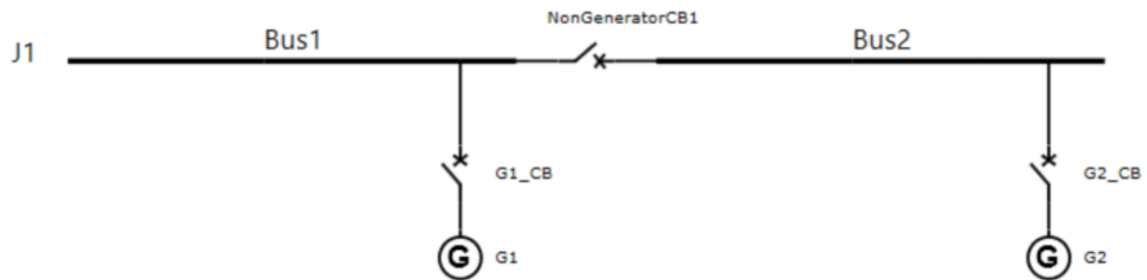 NonGeneratorCB1
J1 Bus1 Bus2
G1_CB G2_CB
G G1 G G2